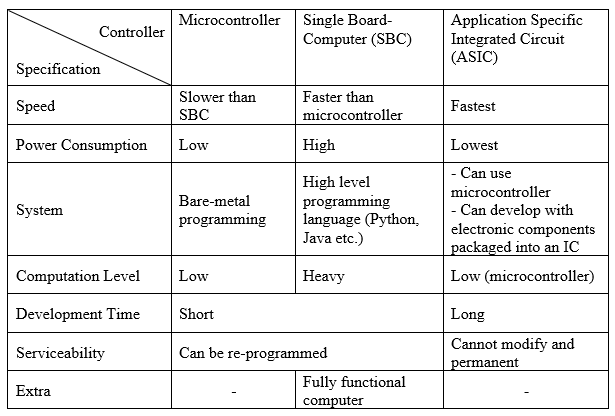 Controller
Specification
Microcontroller
Single Board-
Computer (SBC)
Application Specific
Integrated Circuit
(ASIC)
Speed
Slower than
SBC
Faster than
microcontroller
Fastest
Power Consumption
Low
High
Lowest
System
Bare-metal
programming
High level
programming
language (Python,
Java etc.)
- Can use
microcontroller
- Can develop with
electronic components
packaged into an IC
Computation Level
Low
Heavy
Low (microcontroller)
Development Time
Short
Long
Serviceability
Can be re-programmed
Cannot modify and
permanent
Extra
-
Fully functional
computer
-